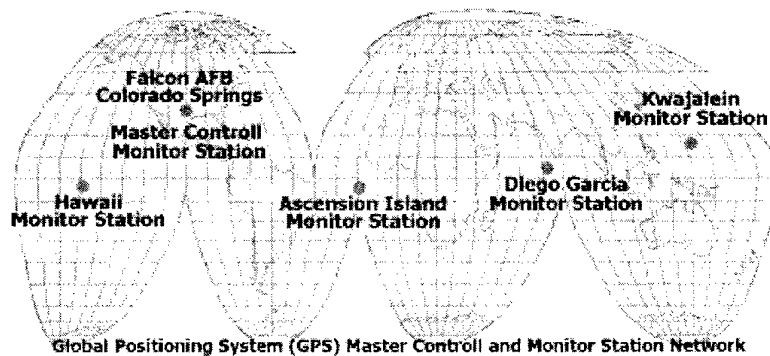 Falcon AFB
Colorado Springs
Master Controll
Monitor Station
Kwajalein
Monitor Station
Hawaii
Monitor Station
Ascension Island
Monitor Station
Diego Garcia
Monitor Station
Global Positioning System (GPS) Master Controll and Monitor Station Network